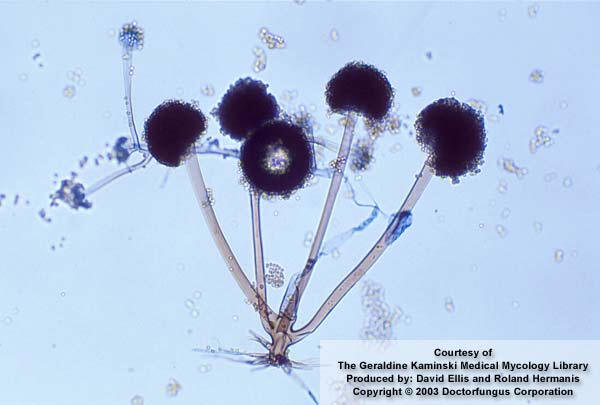 Courtesy of
The Geraldine Kaminski Medical Mycology Library
Produced by: David Ellis and Roland Hermanis
Copyright © 2003 Doctorfungus Corporation